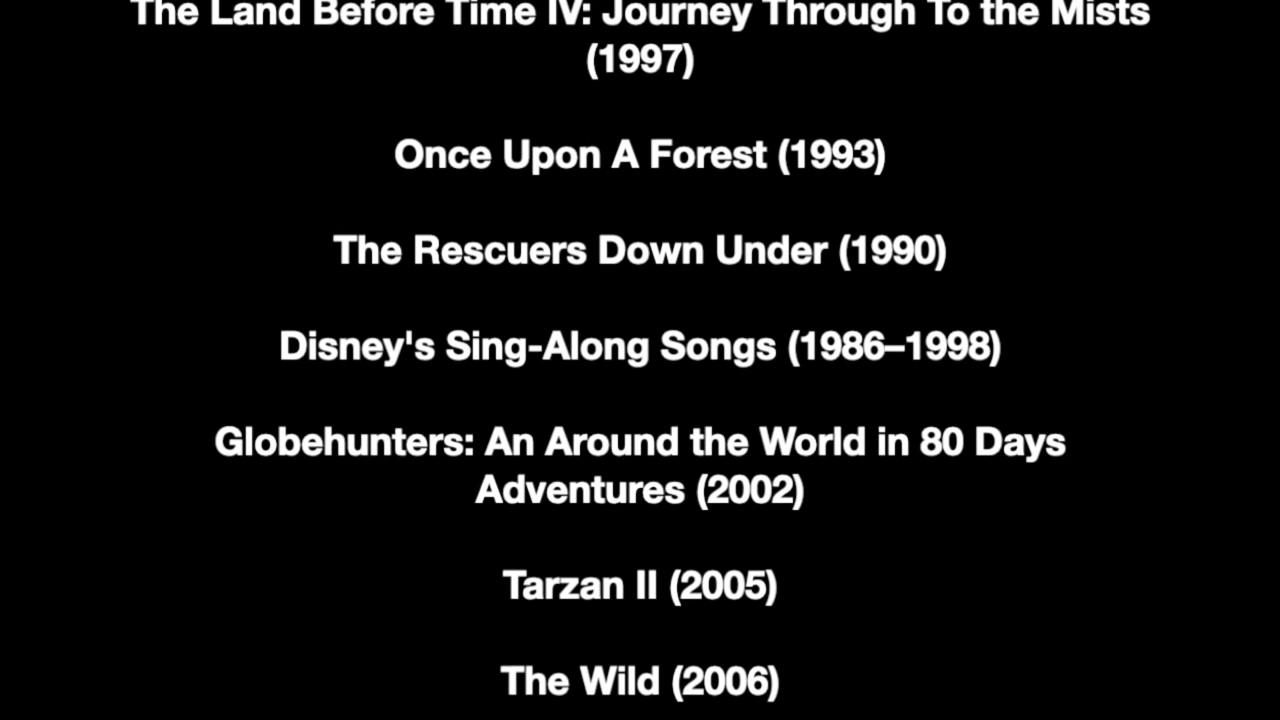 The Land Before Time IV: Journey Through To the Mists
(1997)
Once Upon A Forest (1993)
The Rescuers Down Under (1990)
Disney's Sing-Along Songs (1986–1998)
Globehunters: An Around the World in 80 Days
Adventures (2002)
Tarzan II (2005)
The Wild (2006)